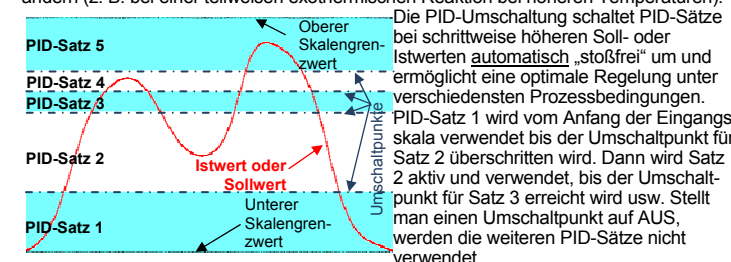 ändern (z. B. bei einer teilweisen exothermischen Reaktion bei höheren Temperaturen).
Oberer
Skalengren-
zwert
PID-Satz 5
PID-Satz 4
PID-Satz 3
PID-Satz 2
Istwert oder
Sollwert
Umschaltpunkte
Unterer
Skalengren-
zwert
PID-Satz 1
Die PID-Umschaltung schaltet PID-Sätze
bei schrittweise höheren Soll- oder
Istwerten automatisch „stoßfrei“ um und
ermöglicht eine optimale Regelung unter
verschiedensten Prozessbedingungen.
PID-Satz 1 wird vom Anfang der Eingangs
skala verwendet bis der Umschaltpunkt für
Satz 2 überschritten wird. Dann wird Satz
2 aktiv und verwendet, bis der Umschalt-
punkt für Satz 3 erreicht wird usw. Stellt
man einen Umschaltpunkt auf AUS,
werden die weiteren PID-Sätze nicht
verwendet